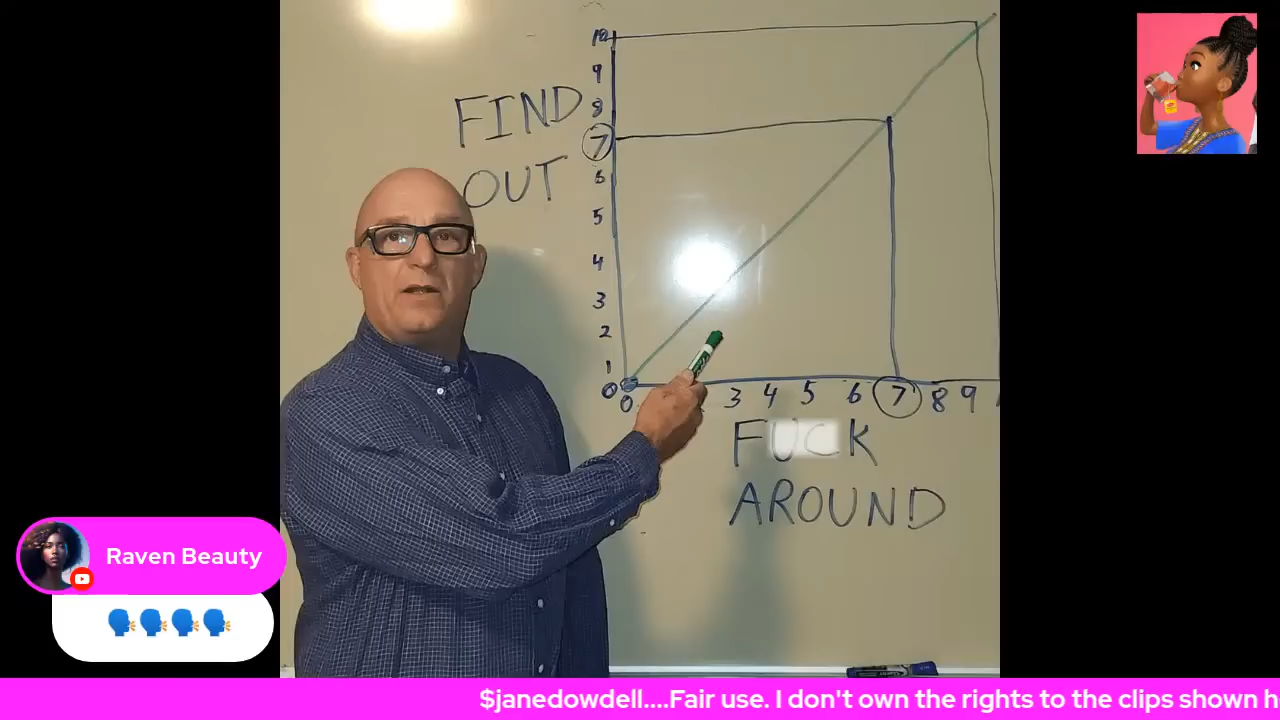 FIND
OUT
10
9
8
7
6
5
4
3
2
1
0
0 3 4 5 6 7 8 9
FUCK
AROUND
Raven Beauty
$janedowdell....Fair use. I don't own the rights to the clips shown h